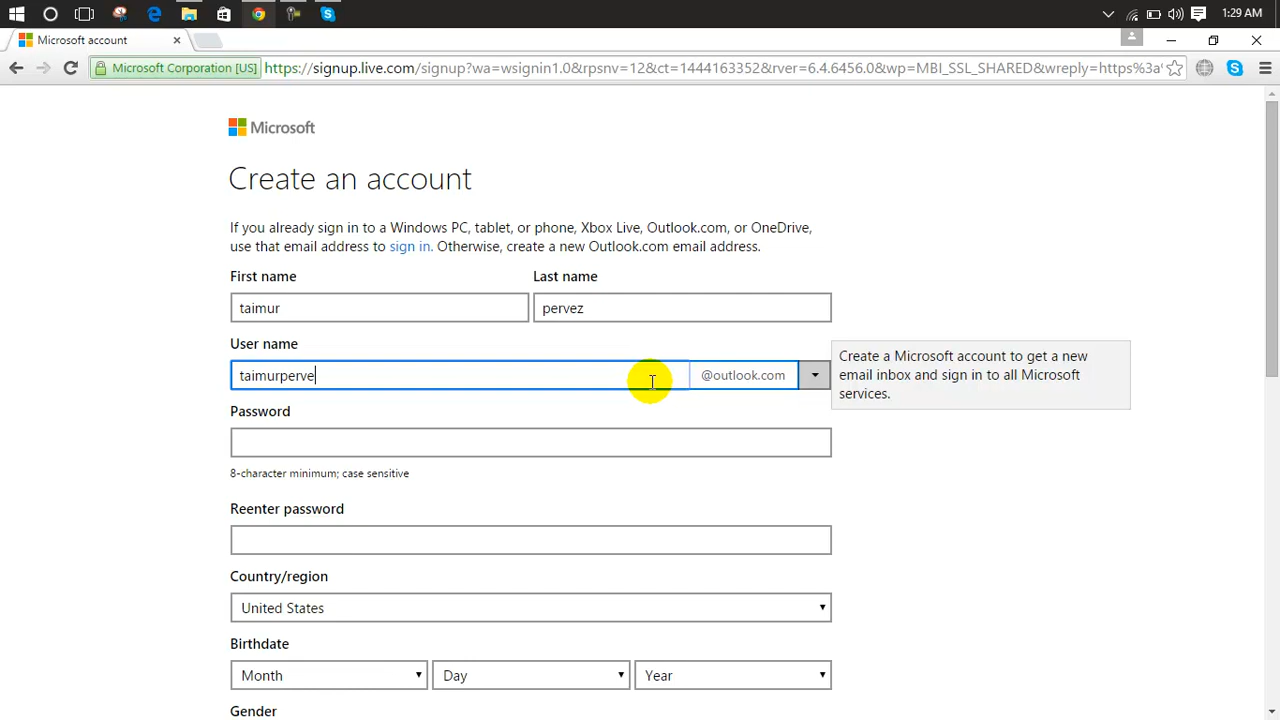 1:29 AM
Microsoft account
Microsoft Corporation [US] https://signup.live.com/signup?wa=wsignin1.0&rpsnv=12&ct=1444163352&rver=6.4.6456.0&wp=MBI_SSL_SHARED&wreply=https%3a%
Microsoft
Create an account
If you already sign in to a Windows PC, tablet, or phone, Xbox Live, Outlook.com, or OneDrive,
use that email address to sign in. Otherwise, create a new Outlook.com email address.
First name Last name
taimur pervez
User name
taimurperve @outlook.com
Create a Microsoft account to get a new
email inbox and sign in to all Microsoft
services.
Password
8-character minimum; case sensitive
Reenter password
Country/region
United States
Birthdate
Month Day Year
Gender